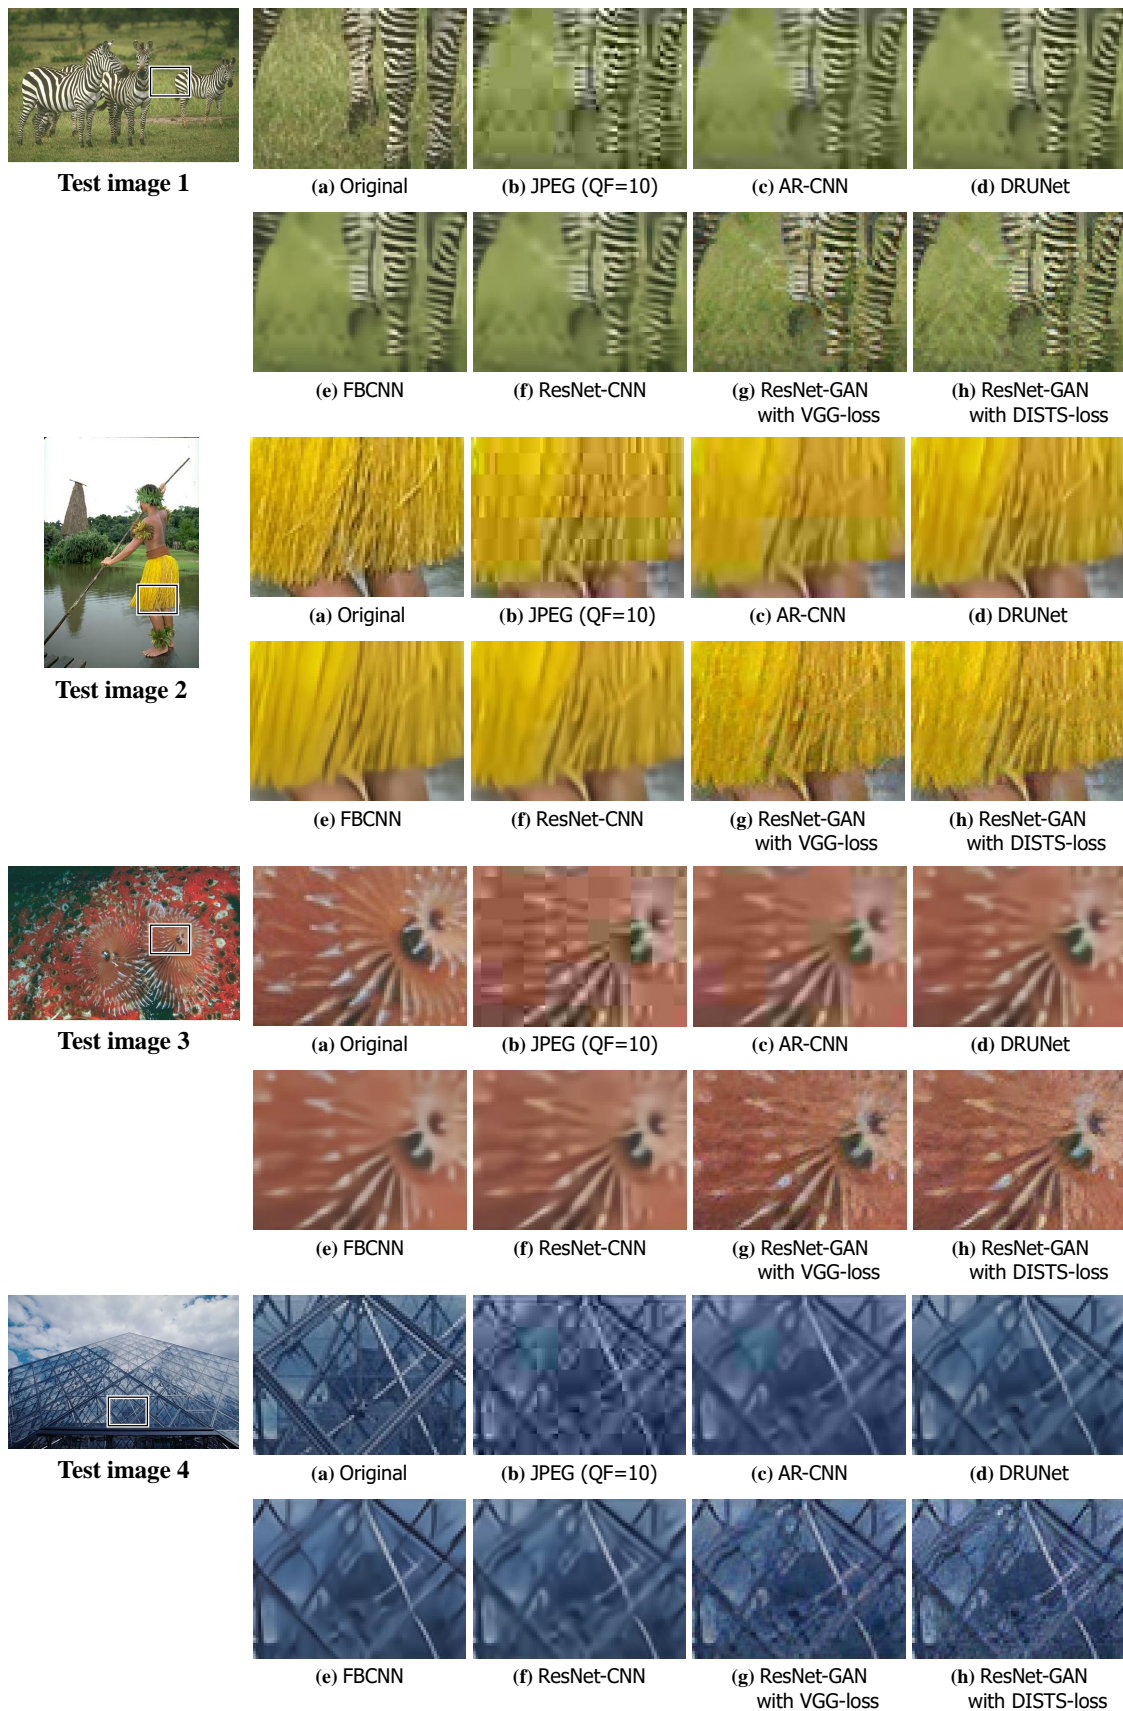 (a) Original
(b) JPEG (QF=10)
(c) AR-CNN
(d) DRUNet
Test image 1
(e) FBCNN
(f) ResNet-CNN
(g) ResNet-GAN
with VGG-loss
(h) ResNet-GAN
with DISTS-loss
(a) Original
(b) JPEG (QF=10)
(c) AR-CNN
(d) DRUNet
Test image 2
(e) FBCNN
(f) ResNet-CNN
(g) ResNet-GAN
with VGG-loss
(h) ResNet-GAN
with DISTS-loss
(a) Original
(b) JPEG (QF=10)
(c) AR-CNN
(d) DRUNet
Test image 3
(e) FBCNN
(f) ResNet-CNN
(g) ResNet-GAN
with VGG-loss
(h) ResNet-GAN
with DISTS-loss
(a) Original
(b) JPEG (QF=10)
(c) AR-CNN
(d) DRUNet
Test image 4
(e) FBCNN
(f) ResNet-CNN
(g) ResNet-GAN
with VGG-loss
(h) ResNet-GAN
with DISTS-loss